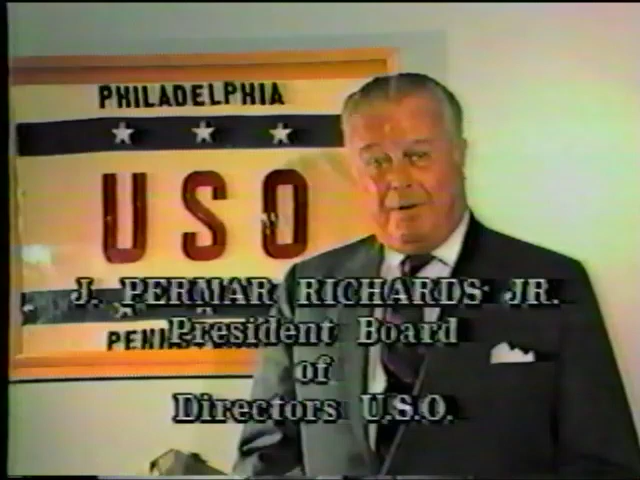 PHILADELPHIA
USO
J. PERMAR RICHARDS JR.
President Board
of
Directors U.S.O.